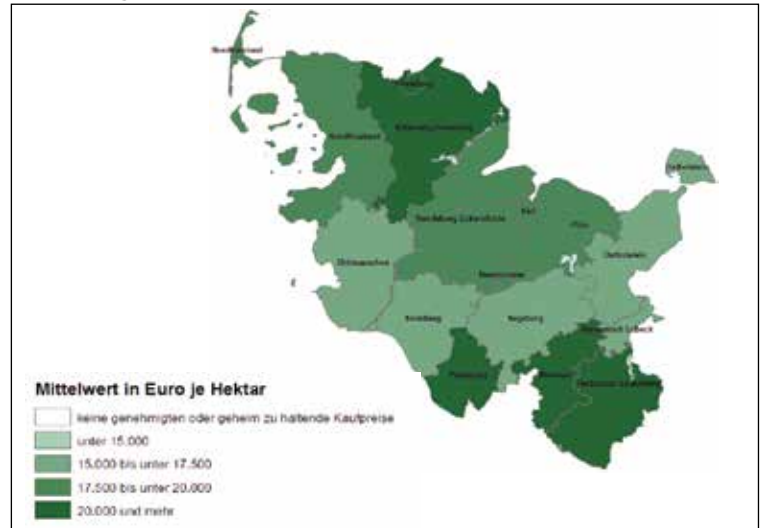 Nordfriesland
Flensburg
Schleswig-Flensburg
Nordfriesland
Ostholstein
Rendsburg-Eckernförde
Kiel
Plön
Ostholstein
Dithmarschen
Neumünster
Steinburg
Segeberg
Hansestadt Lübeck
Pinneberg
Stormarn
Herzogtum Lauenburg
Mittelwert in Euro je Hektar
keine genehmigten oder geheim zu haltende Kaufpreise
unter 15.000
15.000 bis unter 17.500
17.500 bis unter 20.000
20.000 und mehr